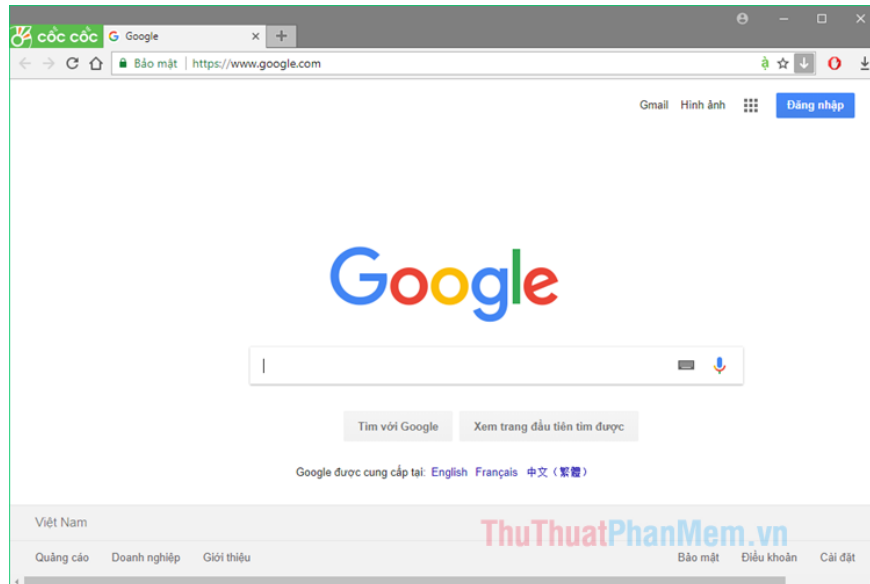 cốc cốc Google
Bảo mật https://www.google.com
Gmail Hình ảnh Đăng nhập
Google
Tìm với Google Xem trang đầu tiên tìm được
Google được cung cấp tại: English Français 中文（繁體）
Việt Nam
ThuThuatPhanMem.vn
Quảng cáo Doanh nghiệp Giới thiệu Bảo mật Điều khoản Cài đặt